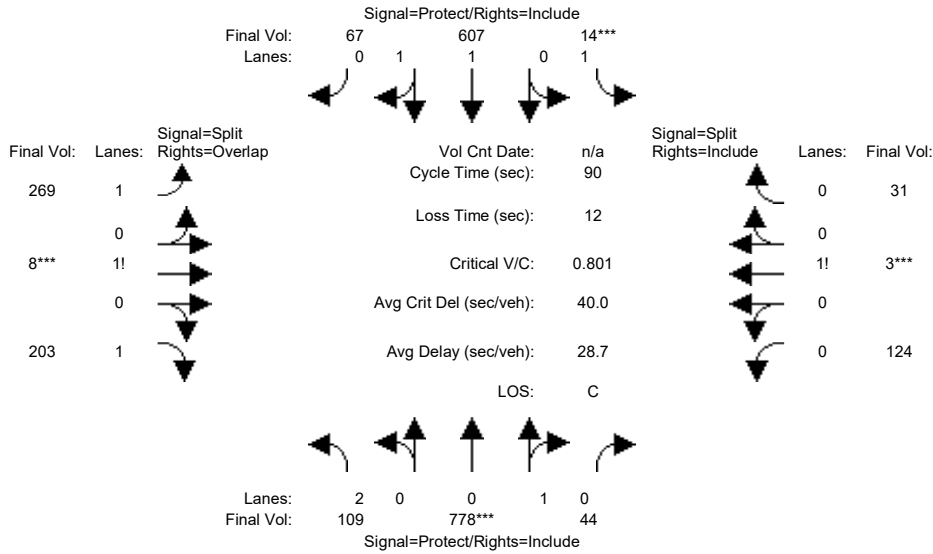 Signal=Protect/Rights=Include
Final Vol: 67 607 14***
Lanes: 0 1 1 0 1
Signal=Split
Final Vol: Lanes: Rights=Overlap
Vol Cnt Date: n/a
Signal=Split
Rights=Include Lanes: Final Vol:
Cycle Time (sec): 90
269 1
0 31
Loss Time (sec): 12
0
0
8*** 1!
Critical V/C: 0.801
1! 3***
0
Avg Crit Del (sec/veh): 40.0
0
203 1
Avg Delay (sec/veh): 28.7
0 124
LOS: C
Lanes: 2 0 0 1 0
Final Vol: 109 778*** 44
Signal=Protect/Rights=Include